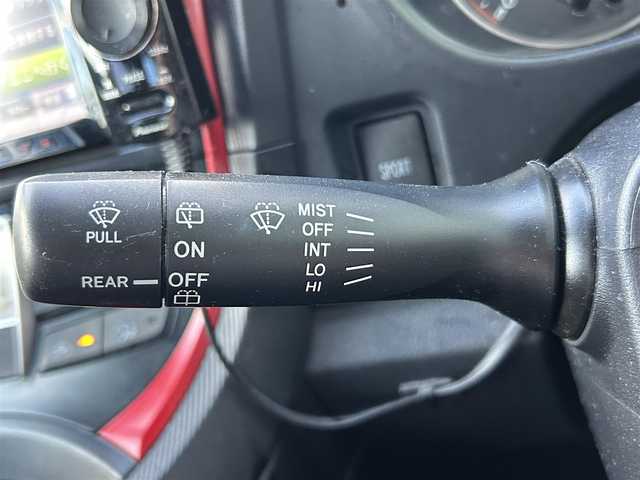 PULL
REAR
ON
OFF
MIST
OFF
INT
LO
HI
SPORT